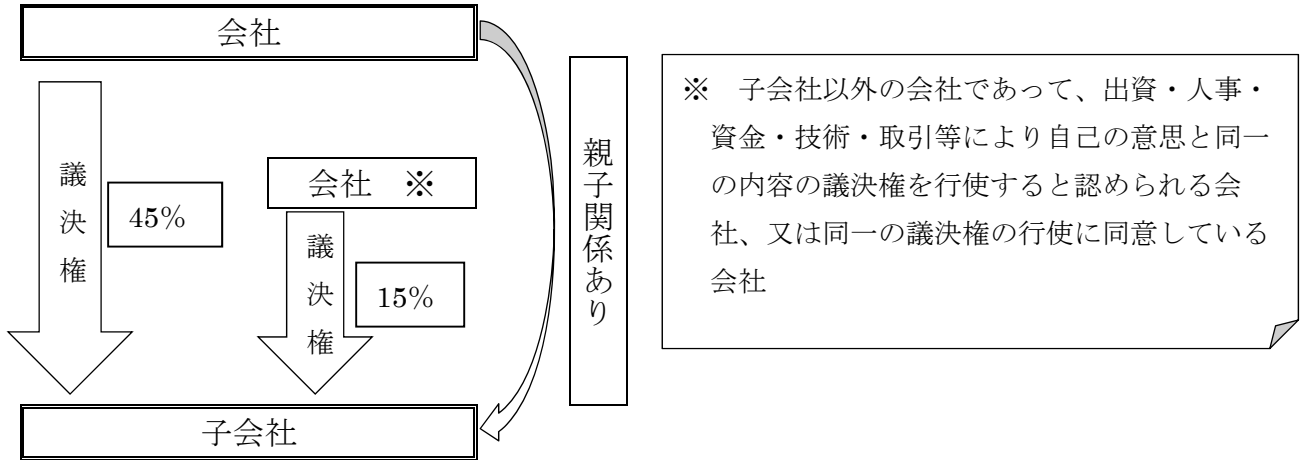 会社
議決権
45%
会社　※
議決権
15%
子会社
親子関係あり
※　子会社以外の会社であって、出資・人事・
資金・技術・取引等により自己の意思と同一
の内容の議決権を行使すると認められる会
社、又は同一の議決権の行使に同意している
会社